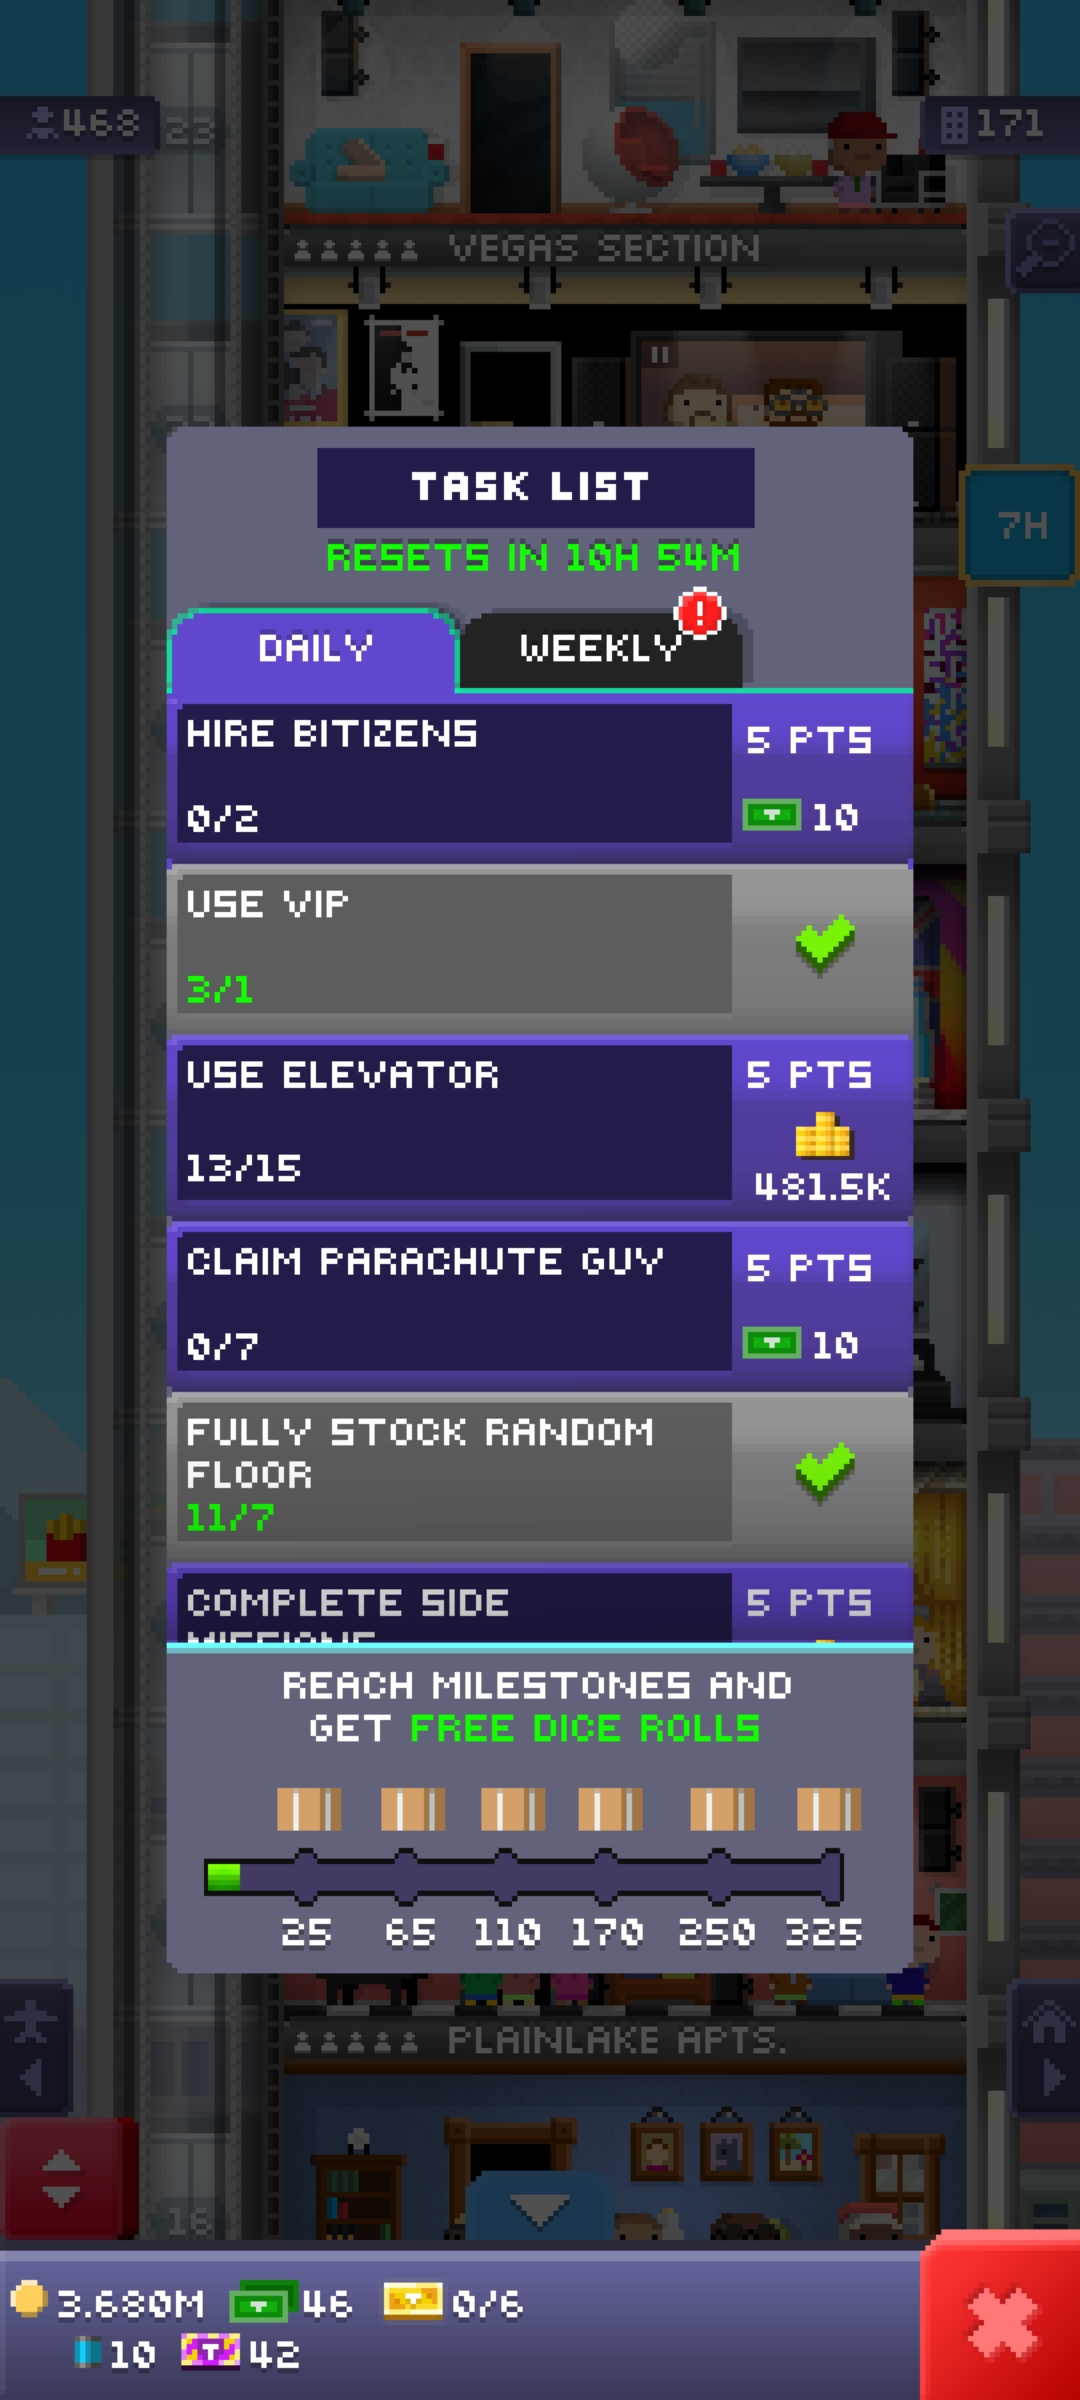 468
23
171
VEGAS SECTION
TASK LIST
RESETS IN 10H 54M
7H
DAILY
WEEKLY
!
HIRE BITIZENS
5 PTS
0/2
10
USE VIP
3/1
USE ELEVATOR
5 PTS
13/15
481.5K
CLAIM PARACHUTE GUY
5 PTS
0/7
10
FULLY STOCK RANDOM
FLOOR
11/7
COMPLETE SIDE
5 PTS
MISSIONS
REACH MILESTONES AND
GET FREE DICE ROLLS
25 65 110 170 250 325
PLAINLAKE APTS.
18
3.680M 46 0/6
10 42